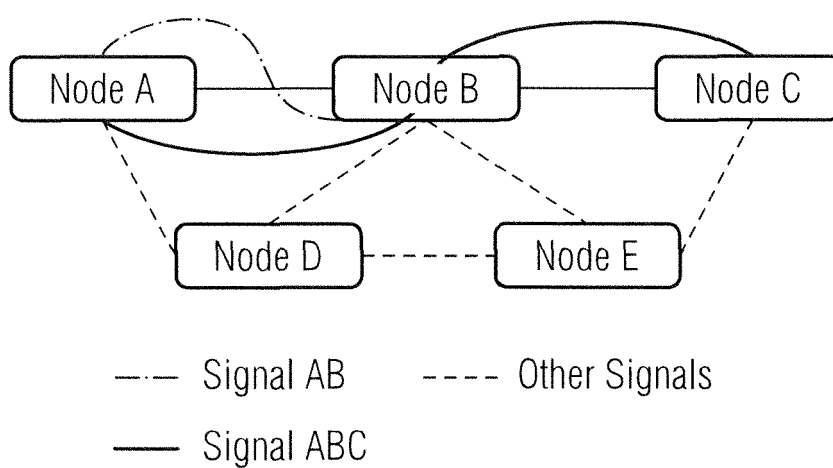 Node A
Node B
Node C
Node D
Node E
Signal AB
Other Signals
Signal ABC